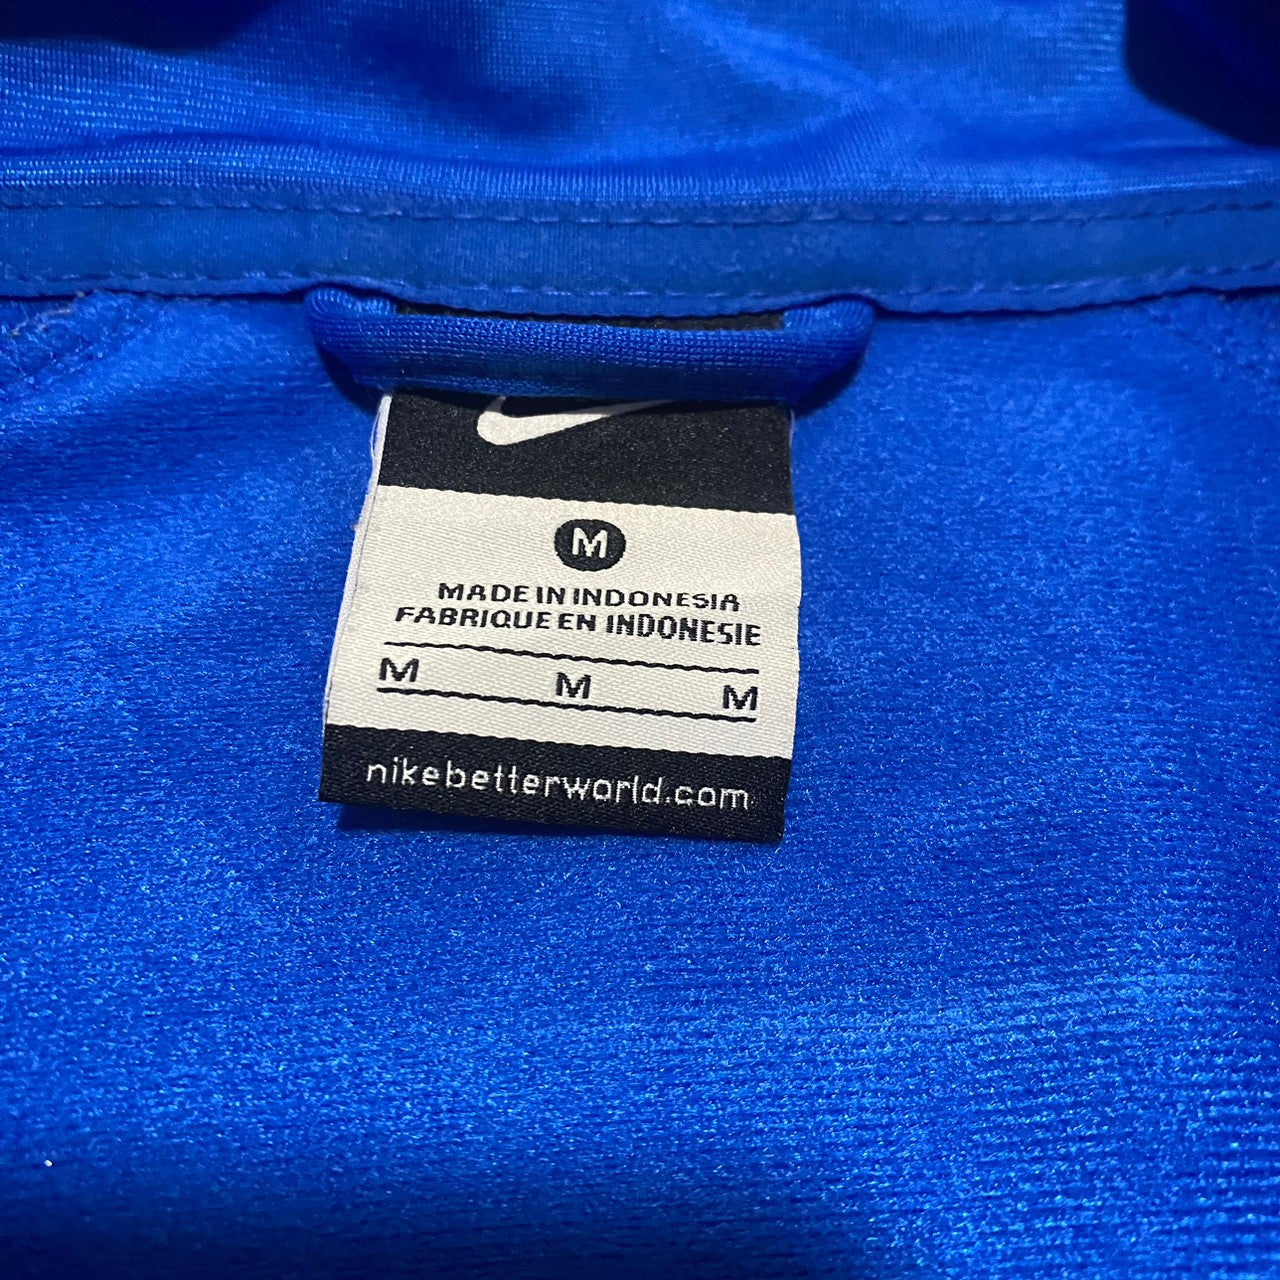 M
MADE IN INDONESIA
FABRIQUE EN INDONESIE
M M M
nikebetterworld.com